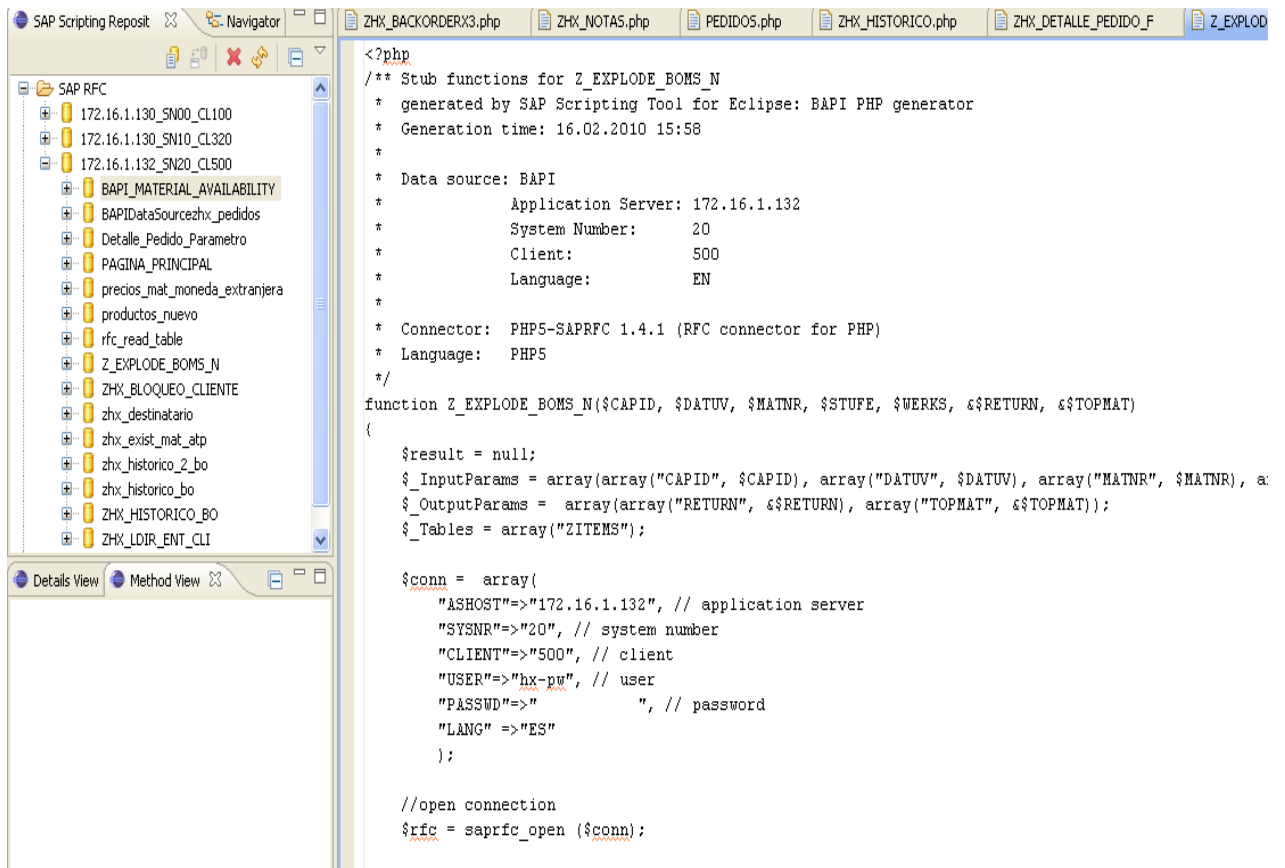 SAP Scripting Reposit
Navigator
SAP RFC
172.16.1.130_SN00_CL100
172.16.1.130_SN10_CL320
172.16.1.132_SN20_CL500
BAPI_MATERIAL_AVAILABILITY
BAPIDataSourcezhx_pedidos
Detalle_Pedido_Parametro
PAGINA_PRINCIPAL
precios_mat_moneda_extranjera
productos_nuevo
rfc_read_table
Z_EXPLODE_BOMS_N
ZHX_BLOQUEO_CLIENTE
zhx_destinatario
zhx_exist_mat_atp
zhx_historico_2_bo
zhx_historico_bo
ZHX_HISTORICO_BO
ZHX_LDIR_ENT_CLI
Details View
Method View
ZHX_BACKORDERX3.php
ZHX_NOTAS.php
PEDIDOS.php
ZHX_HISTORICO.php
ZHX_DETALLE_PEDIDO_F
Z_EXPLOD
<?php
/** Stub functions for Z_EXPLODE_BOMS_N
* generated by SAP Scripting Tool for Eclipse: BAPI PHP generator
* Generation time: 16.02.2010 15:58
*
* Data source: BAPI
* Application Server: 172.16.1.132
* System Number: 20
* Client: 500
* Language: EN
*
* Connector: PHP5-SAPRFC 1.4.1 (RFC connector for PHP)
* Language: PHP5
*/
function Z_EXPLODE_BOMS_N($CAPID, $DATUV, $MATNR, $STUFE, $WERKS, &$RETURN, &$TOPMAT)
{
$result = null;
$_InputParams = array(array("CAPID", $CAPID), array("DATUV", $DATUV), array("MATNR", $MATNR), a
$_OutputParams = array(array("RETURN", &$RETURN), array("TOPMAT", &$TOPMAT));
$_Tables = array("ZITEMS");
$conn = array(
"ASHOST"=>"172.16.1.132", // application server
"SYSNR"=>"20", // system number
"CLIENT"=>"500", // client
"USER"=>"hx-pw", // user
"PASSWD"=>" ", // password
"LANG" =>"ES"
);
//open connection
$rfc = saprfc_open ($conn);